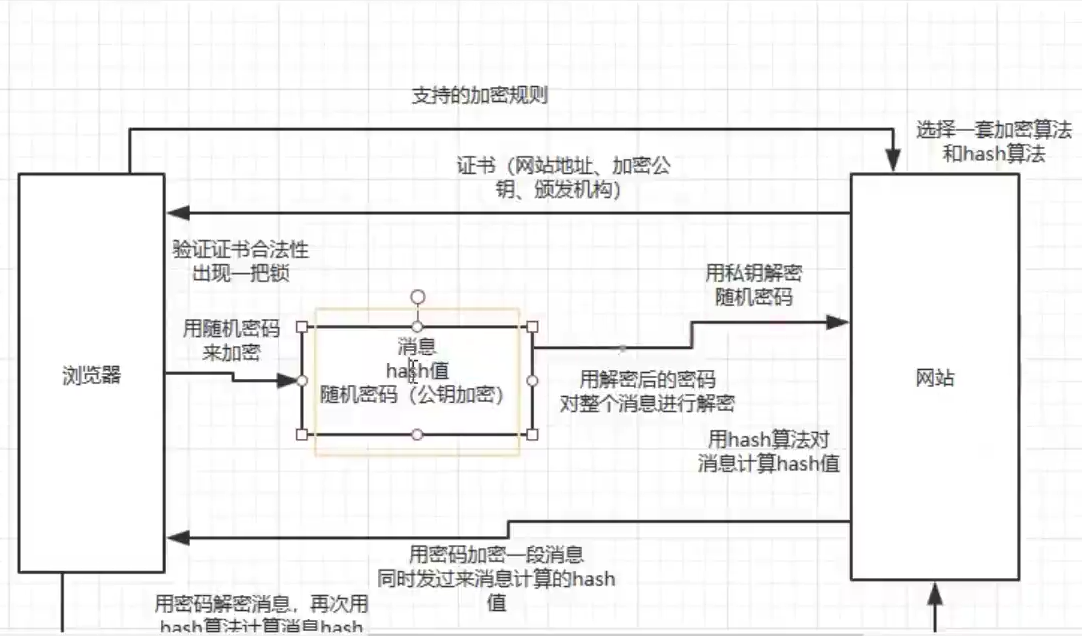 支持的加密规则
选择一套加密算法
和hash算法
证书（网站地址、加密公
钥、颁发机构）
验证证书合法性
出现一把锁
用私钥解密
随机密码
用随机密码
来加密
消息
hash值
随机密码（公钥加密）
浏览器
网站
用解密后的密码
对整个消息进行解密
用hash算法对
消息计算hash值
用密码加密一段消息
同时发过来消息计算的hash
值
用密码解密消息，再次用
hash算法计算消息hash